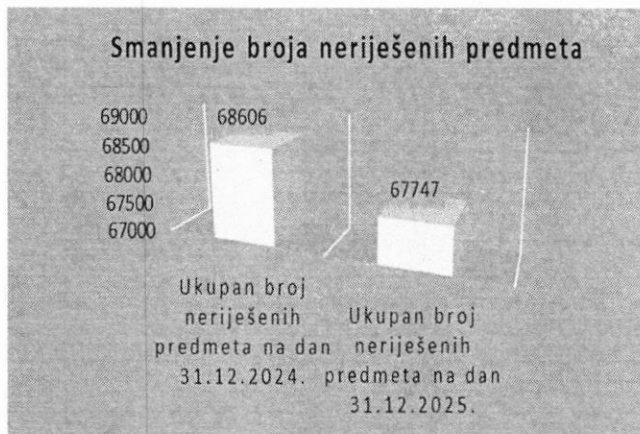 Smanjenje broja neriješenih predmeta
69000
68500
68000
67500
67000
68606
67747
Ukupan broj
neriješenih
predmeta na dan
31.12.2024.
Ukupan broj
neriješenih
predmeta na dan
31.12.2025.